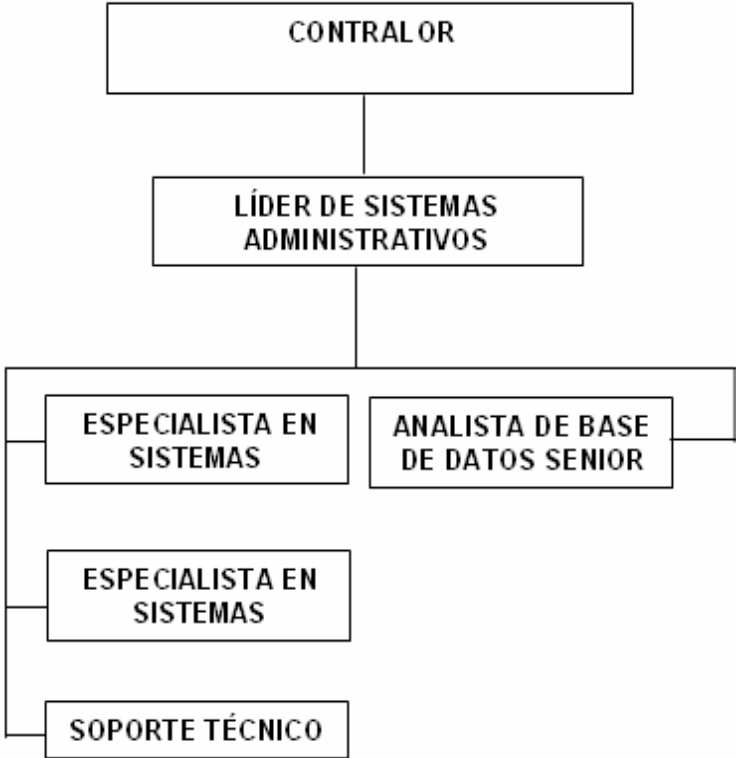 CONTRALOR
LÍDER DE SISTEMAS
ADMINISTRATIVOS
ESPECIALISTA EN
SISTEMAS
ANALISTA DE BASE
DE DATOS SENIOR
ESPECIALISTA EN
SISTEMAS
SOPORTE TÉCNICO